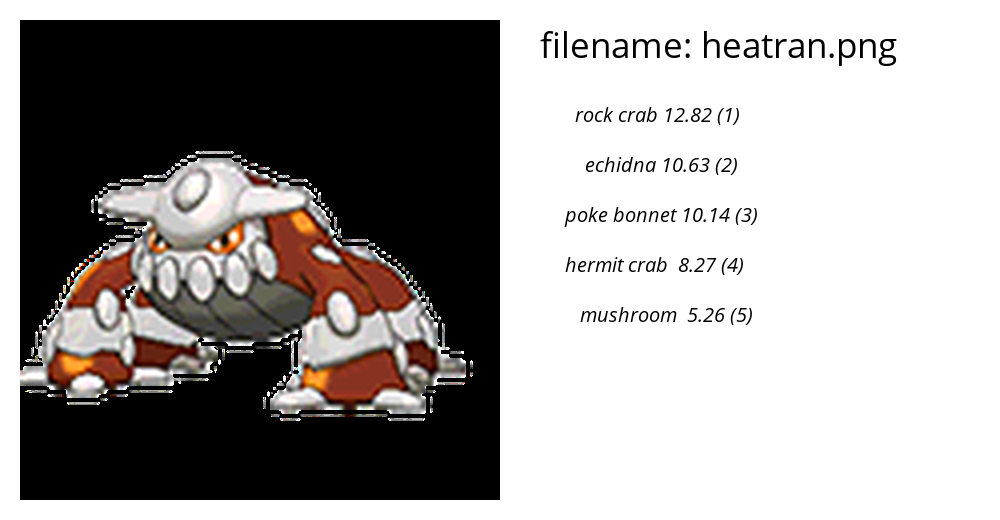 filename: heatran.png
rock crab 12.82 (1)
echidna 10.63 (2)
poke bonnet 10.14 (3)
hermit crab 8.27 (4)
mushroom 5.26 (5)